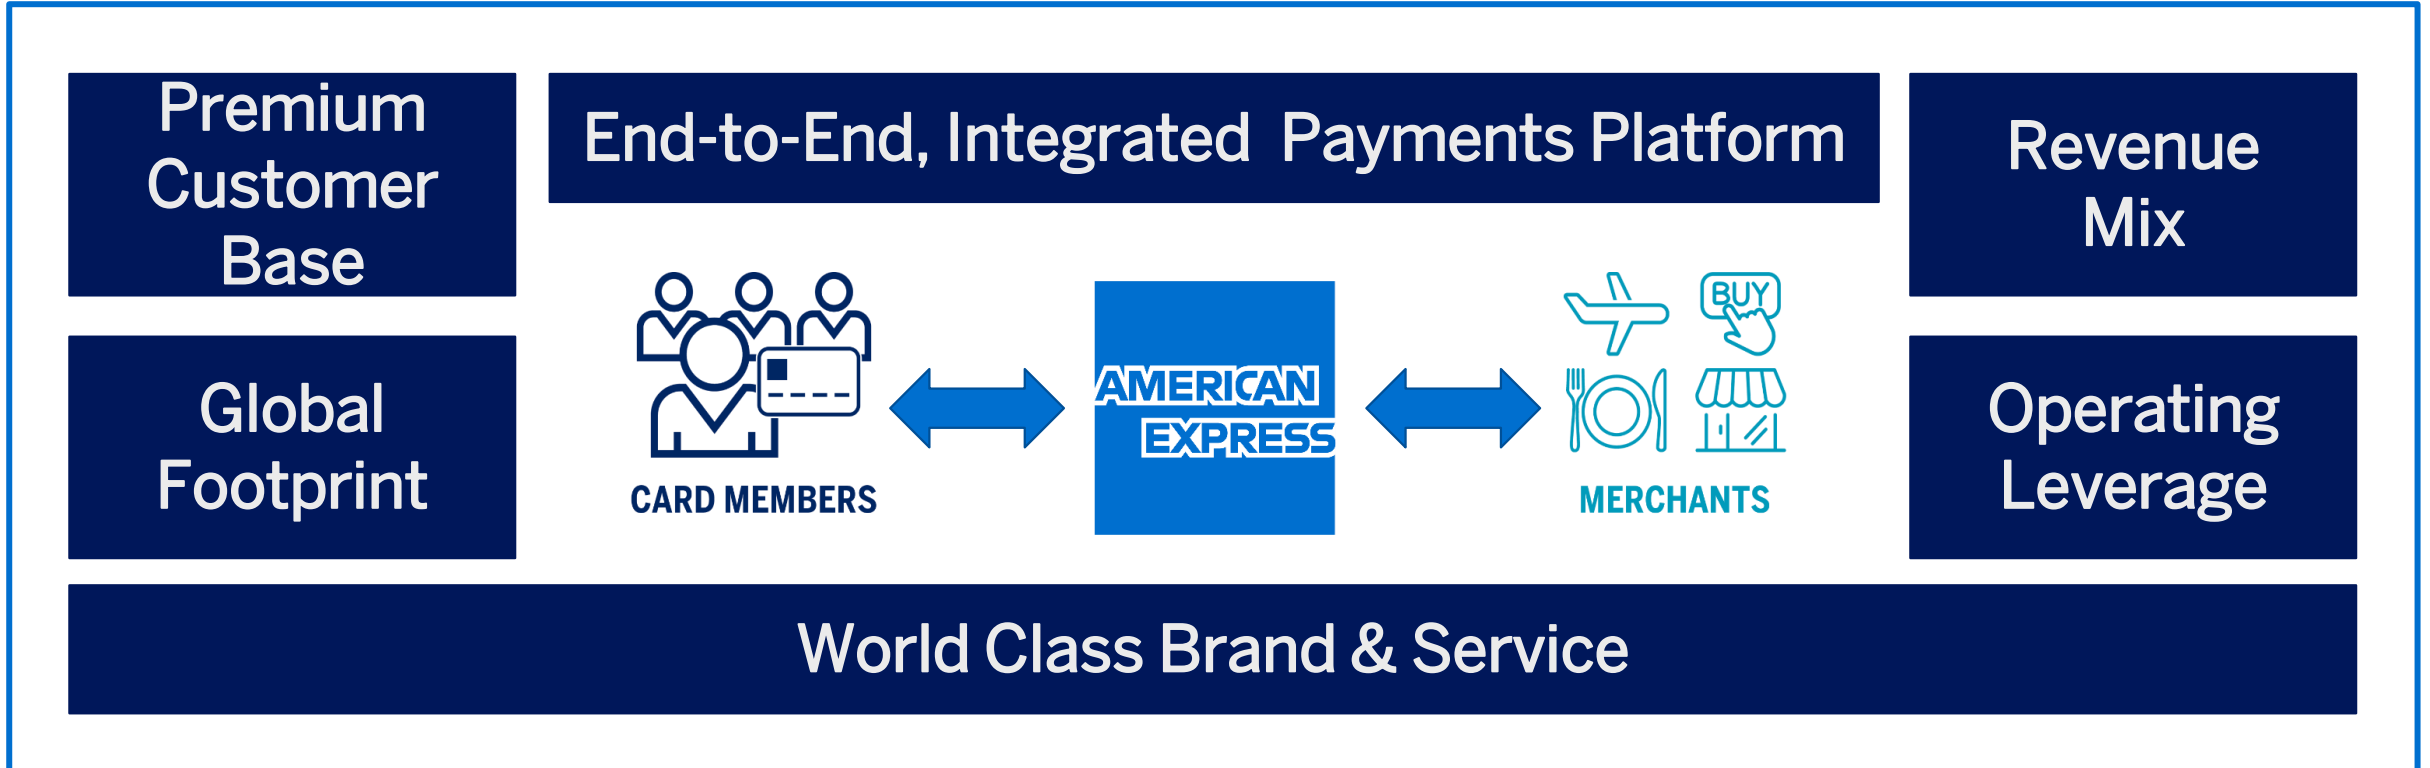 Premium
Customer
Base
End-to-End, Integrated  Payments Platform
Revenue
Mix
Global
Footprint
BUY
AMERICAN
EXPRESS
CARD MEMBERS
MERCHANTS
Operating
Leverage
World Class Brand & Service